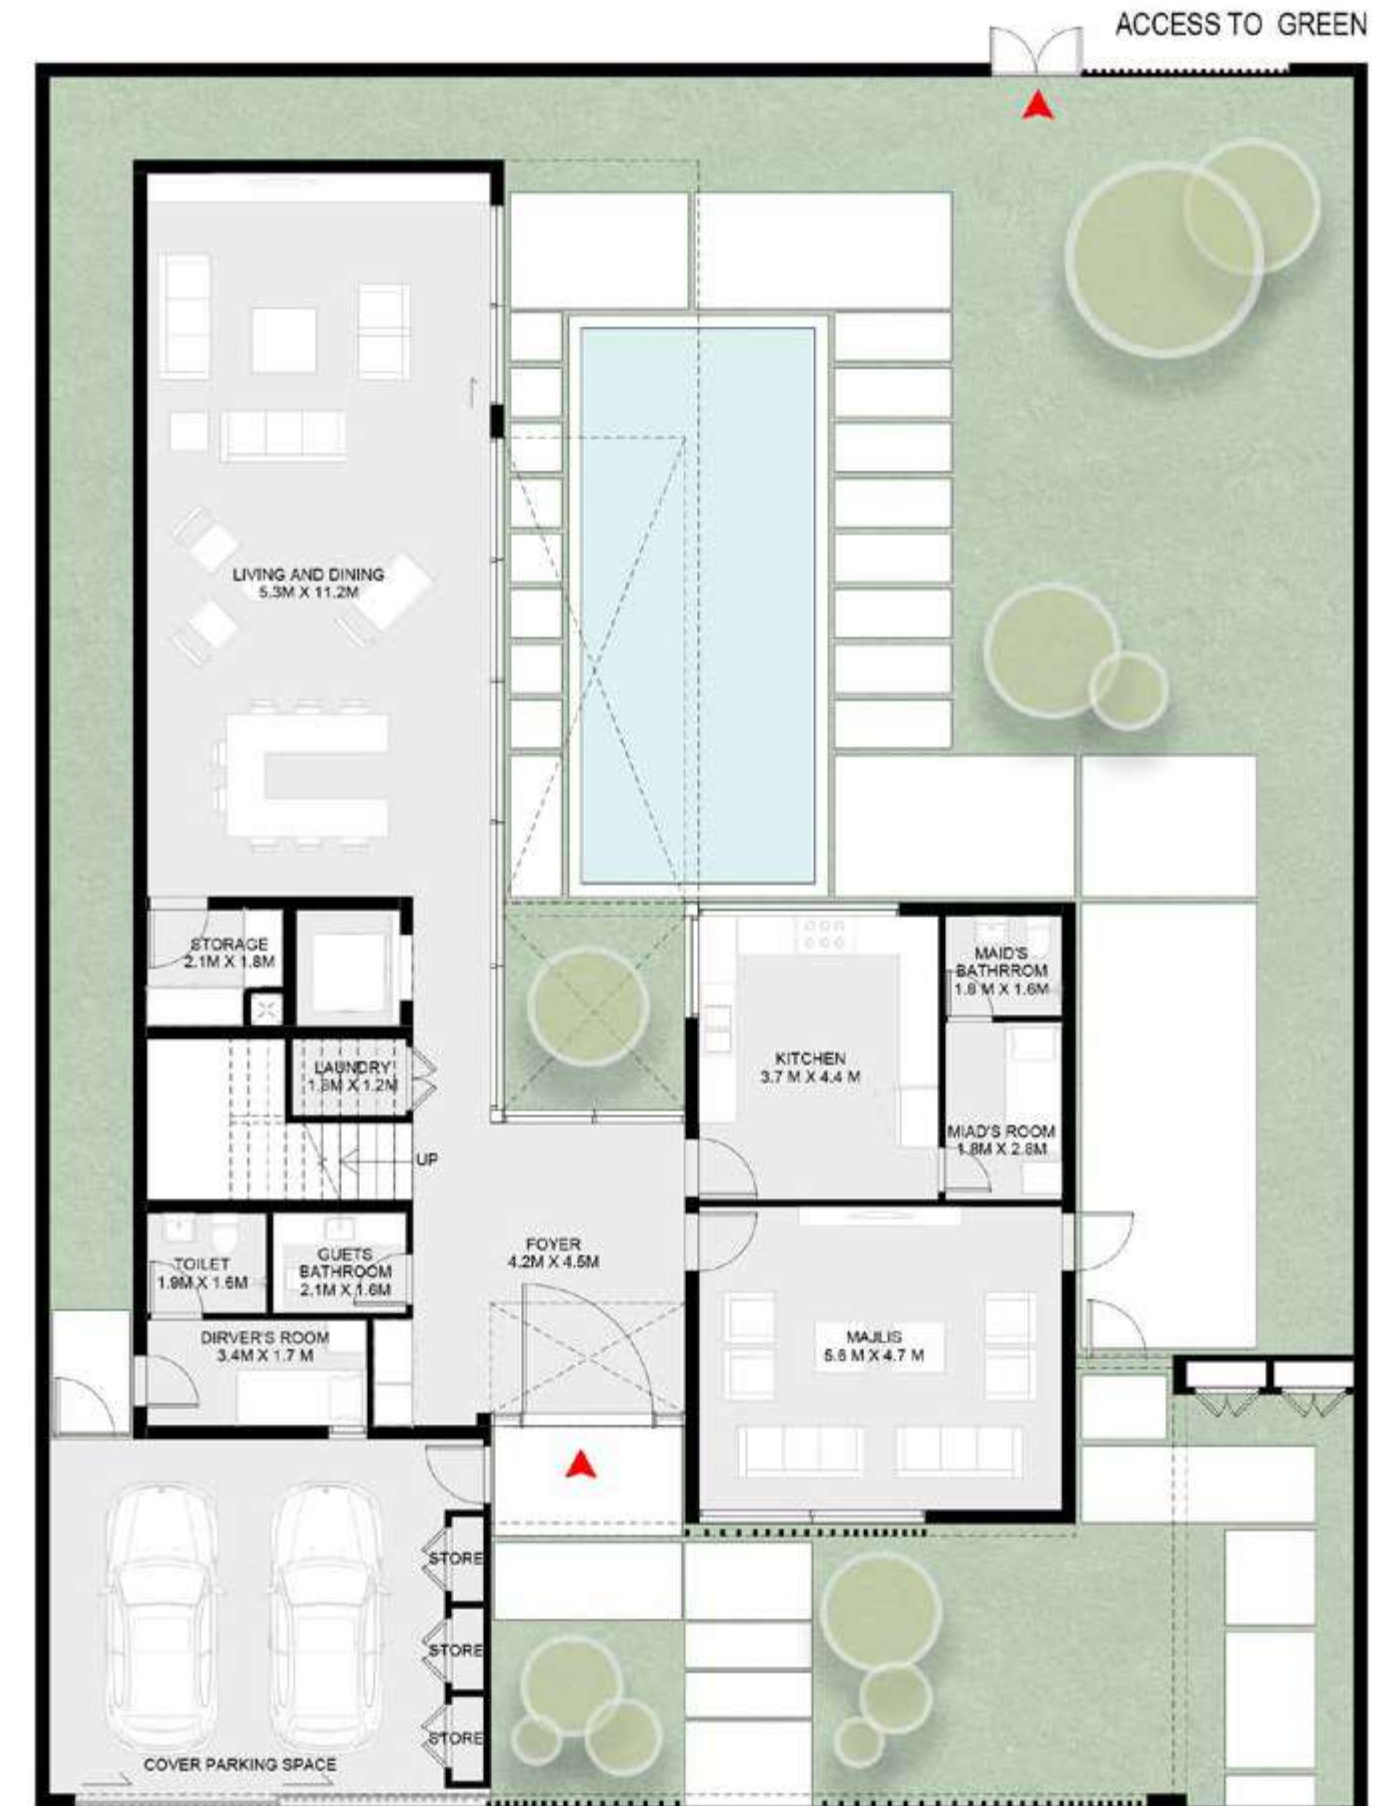 ACCESS TO GREEN
LIVING AND DINING
5.3M X 11.2M
STORAGE
2.1M X 1.8M
MAID'S
BATHRROM
1.8 M X 1.6M
LAUNDRY
1.8M X 1.2M
KITCHEN
3.7 M X 4.4 M
MIAD'S ROOM
1.8M X 2.8M
UP
TOILET
1.9M X 1.6M
GUETS
BATHROOM
2.1M X 1.6M
FOYER
4.2M X 4.5M
DIRVER'S ROOM
3.4M X 1.7 M
MAJLIS
5.6 M X 4.7 M
STORE
STORE
STORE
COVER PARKING SPACE